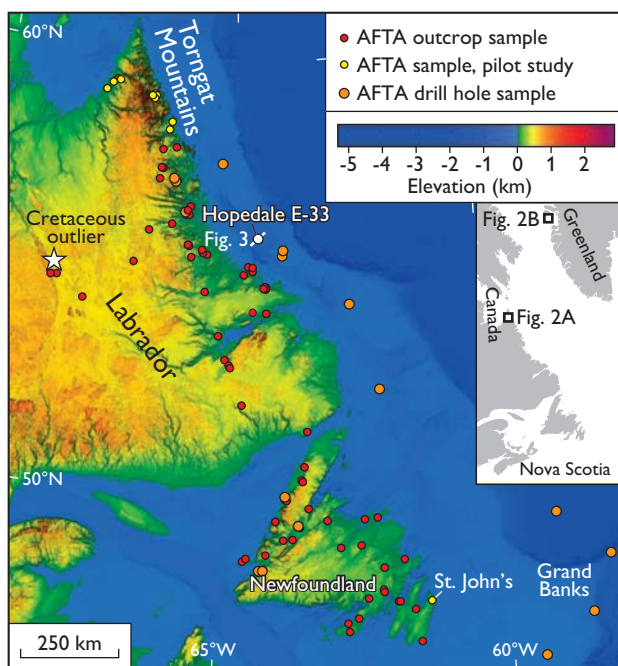 60°N
Torngat
Mountains
AFTA outcrop sample
AFTA sample, pilot study
AFTA drill hole sample
-5 -4 -3 -2 -1 0 1 2
Elevation (km)
Cretaceous
outlier
Hopedale E-33
Fig. 3
Labrador
Fig. 2B
Greenland
Canada
Fig. 2A
Nova Scotia
50°N
Newfoundland
St. John's
Grand
Banks
250 km
65°W
60°W